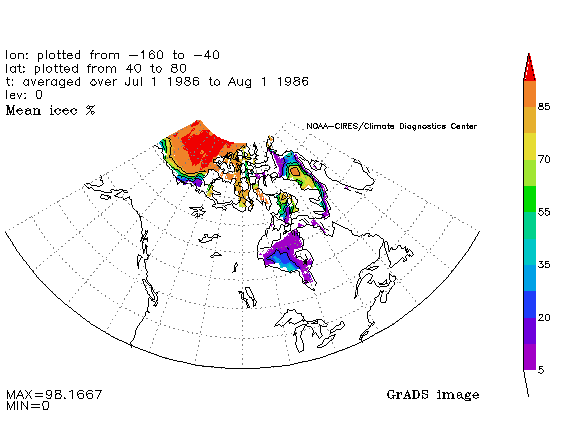 lon: plotted from −160 to −40
lat: plotted from 40 to 80
t: averaged over Jul 1 1986 to Aug 1 1986
lev: 0
Mean icec %
NOAA−CIRES/Climate Diagnostics Center
85
70
55
35
20
5
MAX=98.1667
MIN=0
GrADS image